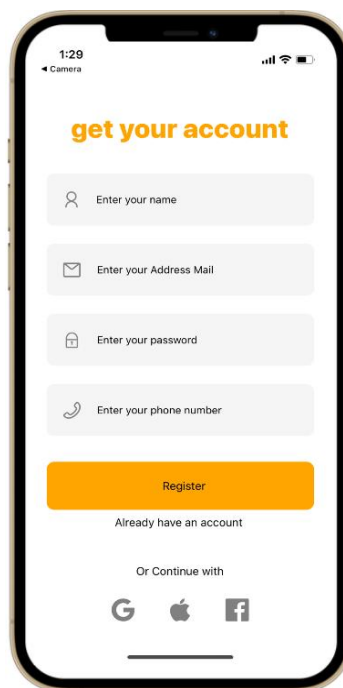 1:29
◀ Camera
get your account
Enter your name
Enter your Address Mail
Enter your password
Enter your phone number
Register
Already have an account
Or Continue with